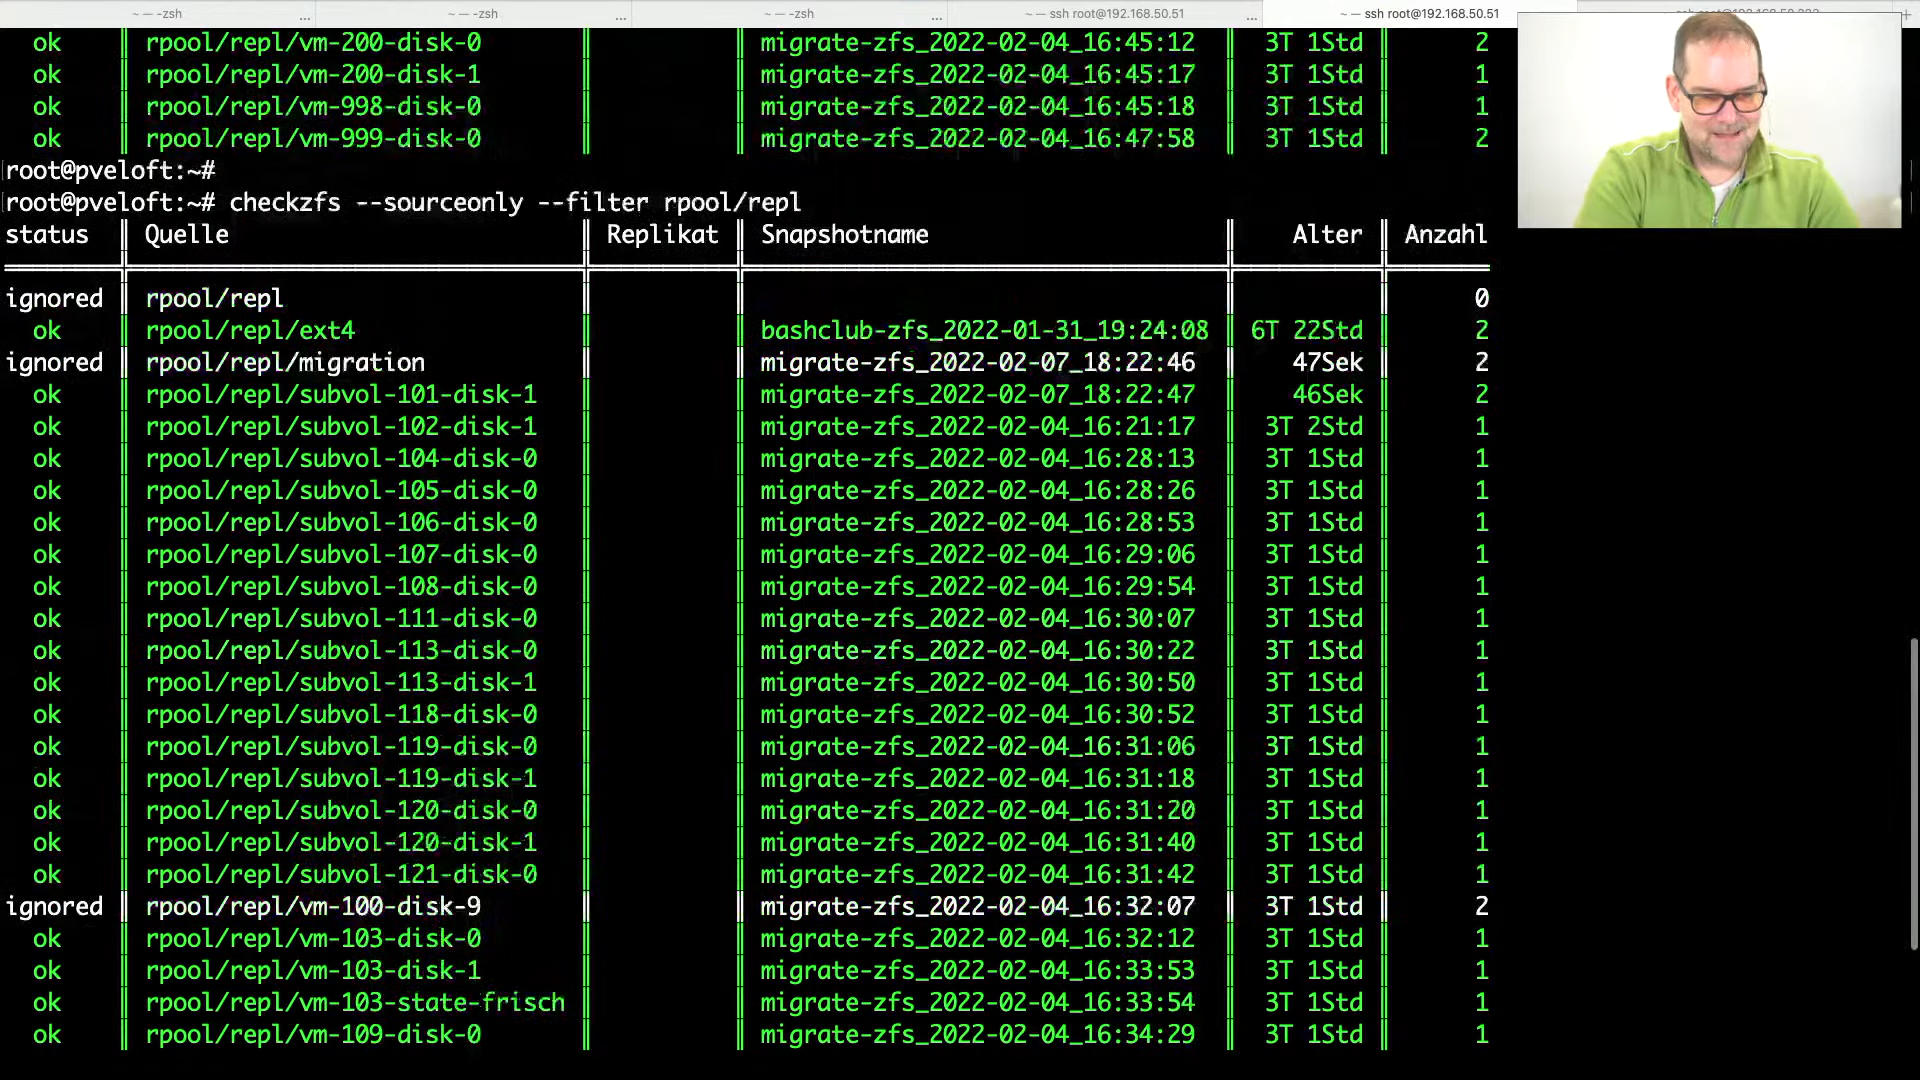 ~ — -zsh ... ~ — -zsh ... ~ — -zsh ... ~ — ssh root@192.168.50.51 ... ~ — ssh root@192.168.50.51 +
ok rpool/repl/vm-200-disk-0 migrate-zfs_2022-02-04_16:45:12 3T 1Std 2
ok rpool/repl/vm-200-disk-1 migrate-zfs_2022-02-04_16:45:17 3T 1Std 1
ok rpool/repl/vm-998-disk-0 migrate-zfs_2022-02-04_16:45:18 3T 1Std 1
ok rpool/repl/vm-999-disk-0 migrate-zfs_2022-02-04_16:47:58 3T 1Std 2
root@pveloft:~#
root@pveloft:~# checkzfs --sourceonly --filter rpool/repl
status Quelle Replikat Snapshotname Alter Anzahl
ignored rpool/repl 0
ok rpool/repl/ext4 bashclub-zfs_2022-01-31_19:24:08 6T 22Std 2
ignored rpool/repl/migration migrate-zfs_2022-02-07_18:22:46 47Sek 2
ok rpool/repl/subvol-101-disk-1 migrate-zfs_2022-02-07_18:22:47 46Sek 2
ok rpool/repl/subvol-102-disk-1 migrate-zfs_2022-02-04_16:21:17 3T 2Std 1
ok rpool/repl/subvol-104-disk-0 migrate-zfs_2022-02-04_16:28:13 3T 1Std 1
ok rpool/repl/subvol-105-disk-0 migrate-zfs_2022-02-04_16:28:26 3T 1Std 1
ok rpool/repl/subvol-106-disk-0 migrate-zfs_2022-02-04_16:28:53 3T 1Std 1
ok rpool/repl/subvol-107-disk-0 migrate-zfs_2022-02-04_16:29:06 3T 1Std 1
ok rpool/repl/subvol-108-disk-0 migrate-zfs_2022-02-04_16:29:54 3T 1Std 1
ok rpool/repl/subvol-111-disk-0 migrate-zfs_2022-02-04_16:30:07 3T 1Std 1
ok rpool/repl/subvol-113-disk-0 migrate-zfs_2022-02-04_16:30:22 3T 1Std 1
ok rpool/repl/subvol-113-disk-1 migrate-zfs_2022-02-04_16:30:50 3T 1Std 1
ok rpool/repl/subvol-118-disk-0 migrate-zfs_2022-02-04_16:30:52 3T 1Std 1
ok rpool/repl/subvol-119-disk-0 migrate-zfs_2022-02-04_16:31:06 3T 1Std 1
ok rpool/repl/subvol-119-disk-1 migrate-zfs_2022-02-04_16:31:18 3T 1Std 1
ok rpool/repl/subvol-120-disk-0 migrate-zfs_2022-02-04_16:31:20 3T 1Std 1
ok rpool/repl/subvol-120-disk-1 migrate-zfs_2022-02-04_16:31:40 3T 1Std 1
ok rpool/repl/subvol-121-disk-0 migrate-zfs_2022-02-04_16:31:42 3T 1Std 1
ignored rpool/repl/vm-100-disk-9 migrate-zfs_2022-02-04_16:32:07 3T 1Std 2
ok rpool/repl/vm-103-disk-0 migrate-zfs_2022-02-04_16:32:12 3T 1Std 1
ok rpool/repl/vm-103-disk-1 migrate-zfs_2022-02-04_16:33:53 3T 1Std 1
ok rpool/repl/vm-103-state-frisch migrate-zfs_2022-02-04_16:33:54 3T 1Std 1
ok rpool/repl/vm-109-disk-0 migrate-zfs_2022-02-04_16:34:29 3T 1Std 1